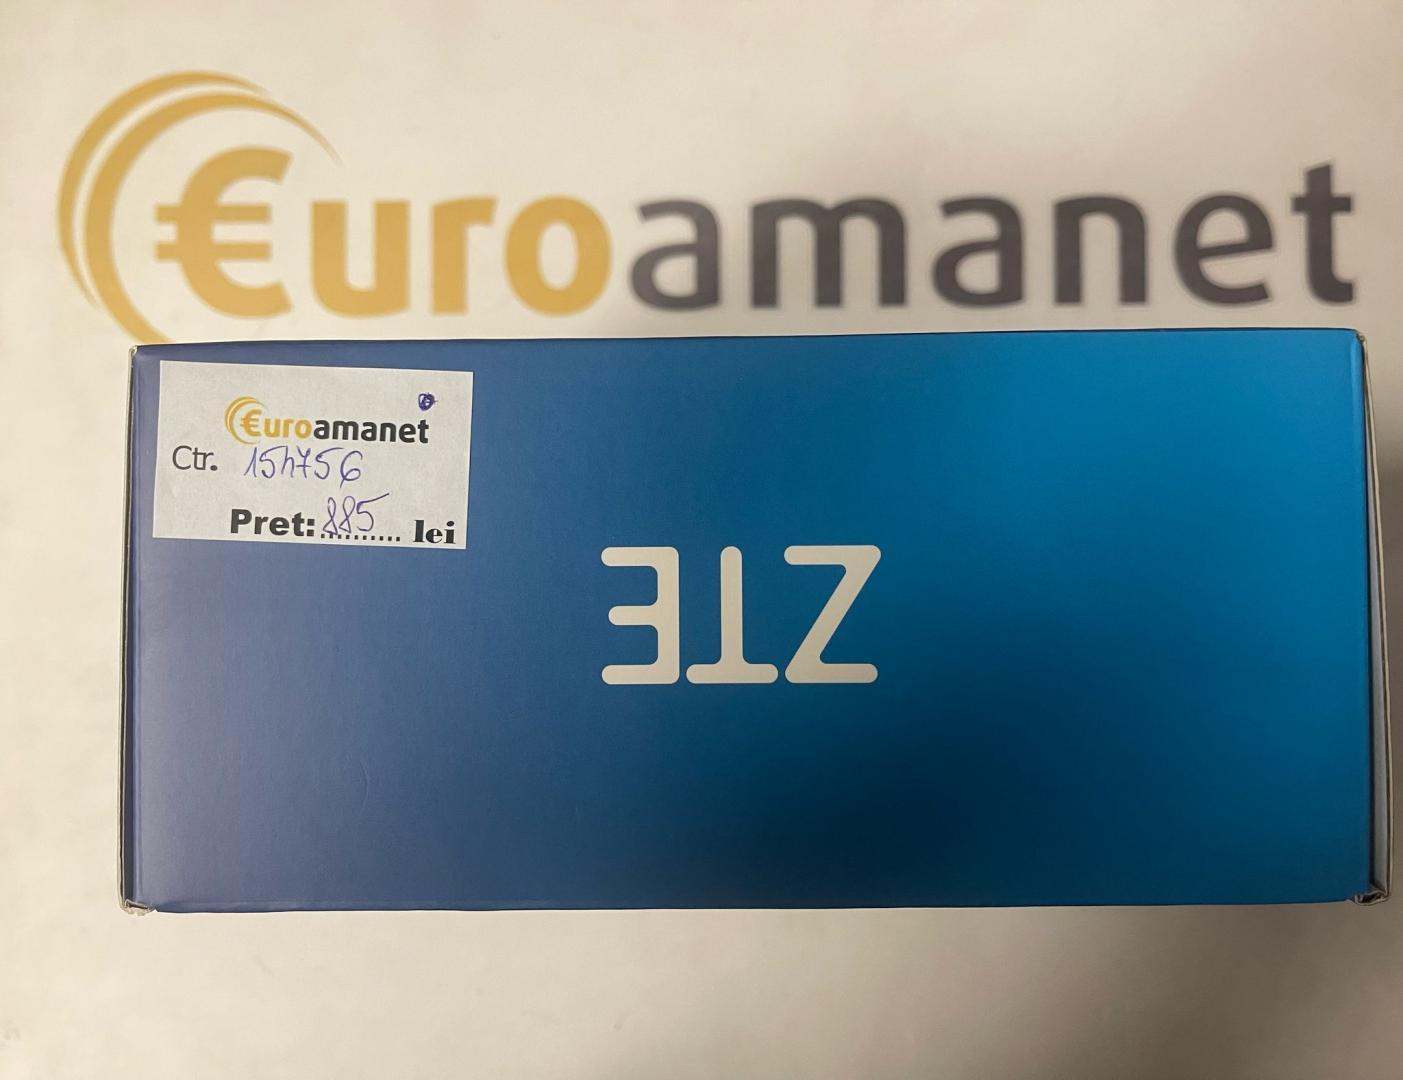 €uroamanet
€uroamanet
Ctr. 154756
Pret: 885 .......... lei
ZTE